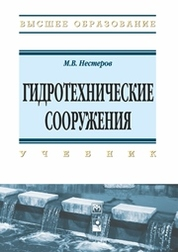 ВЫСШЕЕ ОБРАЗОВАНИЕ
М.В. Нестеров
ГИДРОТЕХНИЧЕСКИЕ
СООРУЖЕНИЯ
УЧЕБНИК